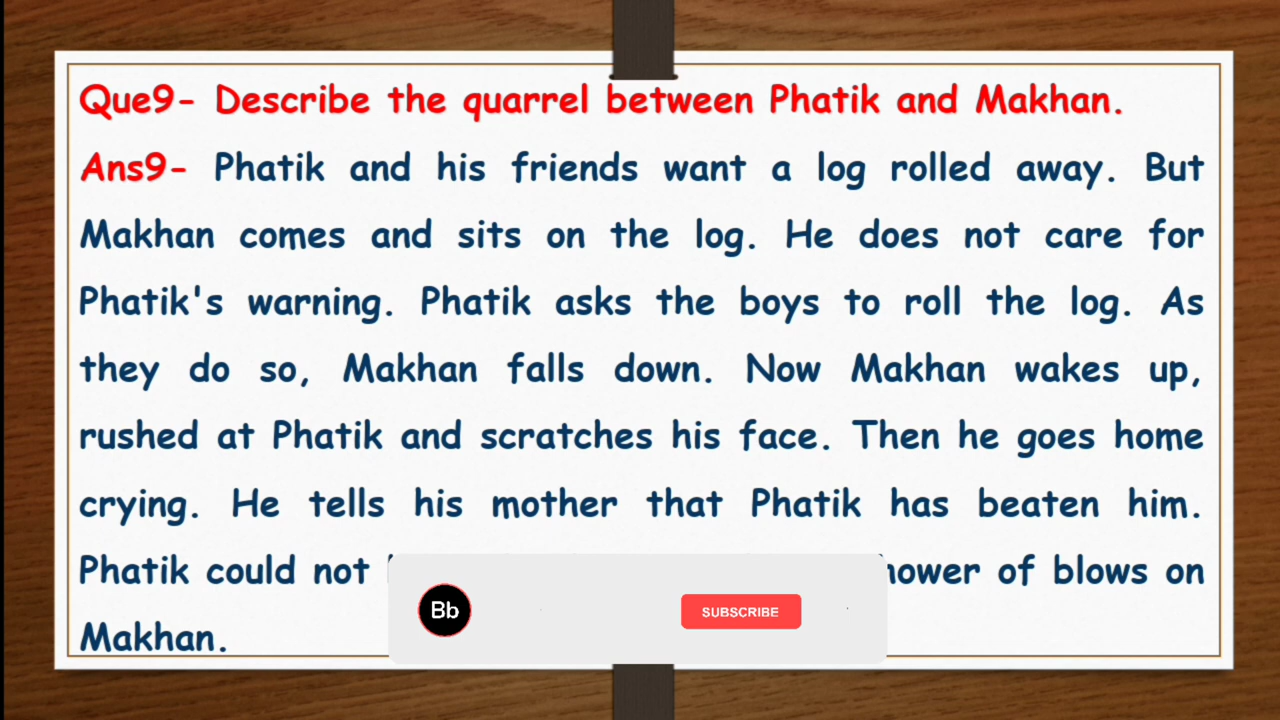 Que9- Describe the quarrel between Phatik and Makhan.
Ans9- Phatik and his friends want a log rolled away. But
Makhan comes and sits on the log. He does not care for
Phatik's warning. Phatik asks the boys to roll the log. As
they do so, Makhan falls down. Now Makhan wakes up,
rushed at Phatik and scratches his face. Then he goes home
crying. He tells his mother that Phatik has beaten him.
Phatik could not of blows on
Makhan.
Bb
SUBSCRIBE